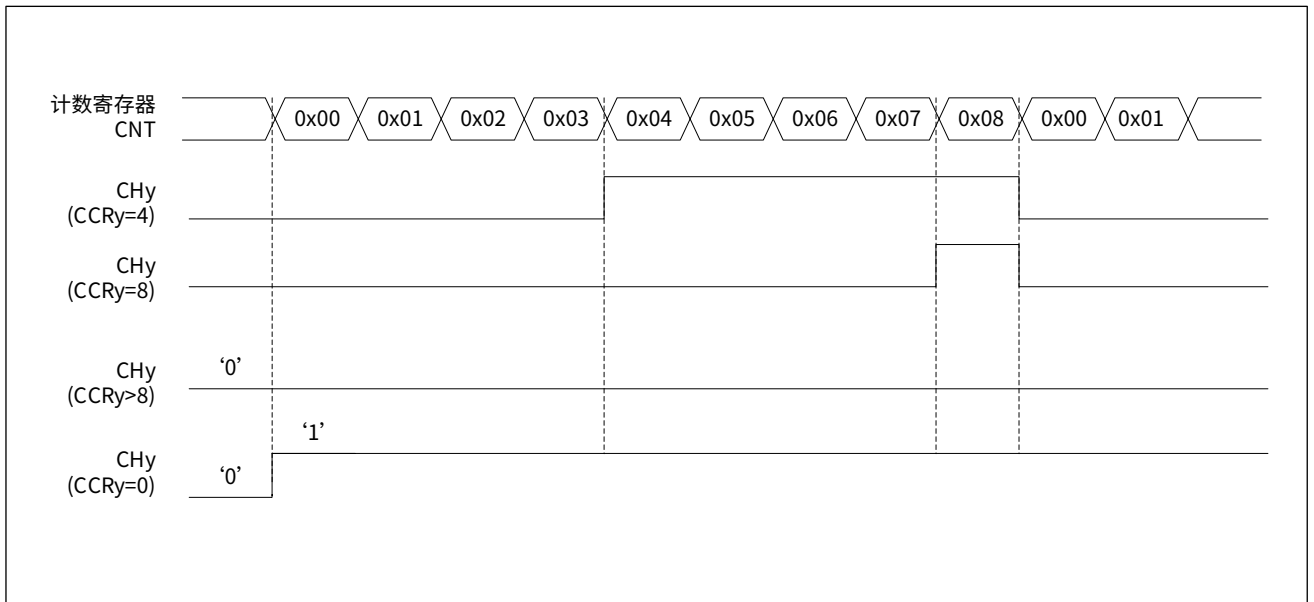 计数寄存器
CNT
0x00 0x01 0x02 0x03 0x04 0x05 0x06 0x07 0x08 0x00 0x01
CHy
(CCRy=4)
CHy
(CCRy=8)
CHy
(CCRy>8)
‘0’
‘1’
CHy
(CCRy=0)
‘0’